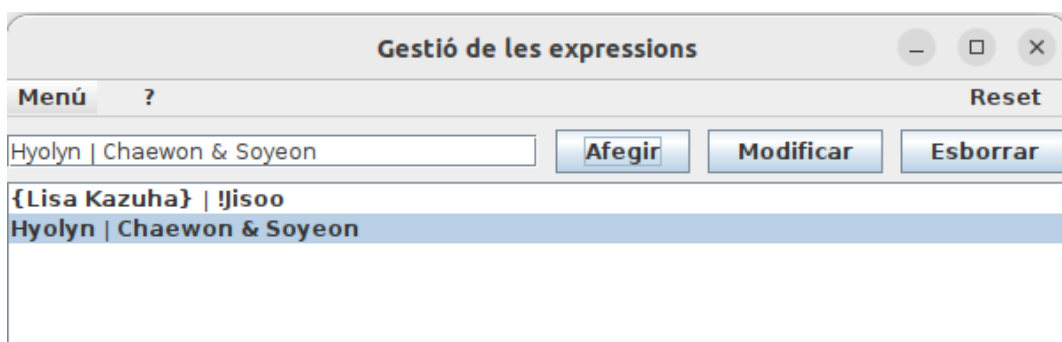 Gestió de les expressions
Menú ? Reset
Hyolyn | Chaewon & Soyeon Afegir Modificar Esborrar
{Lisa Kazuha} | !Jisoo
Hyolyn | Chaewon & Soyeon